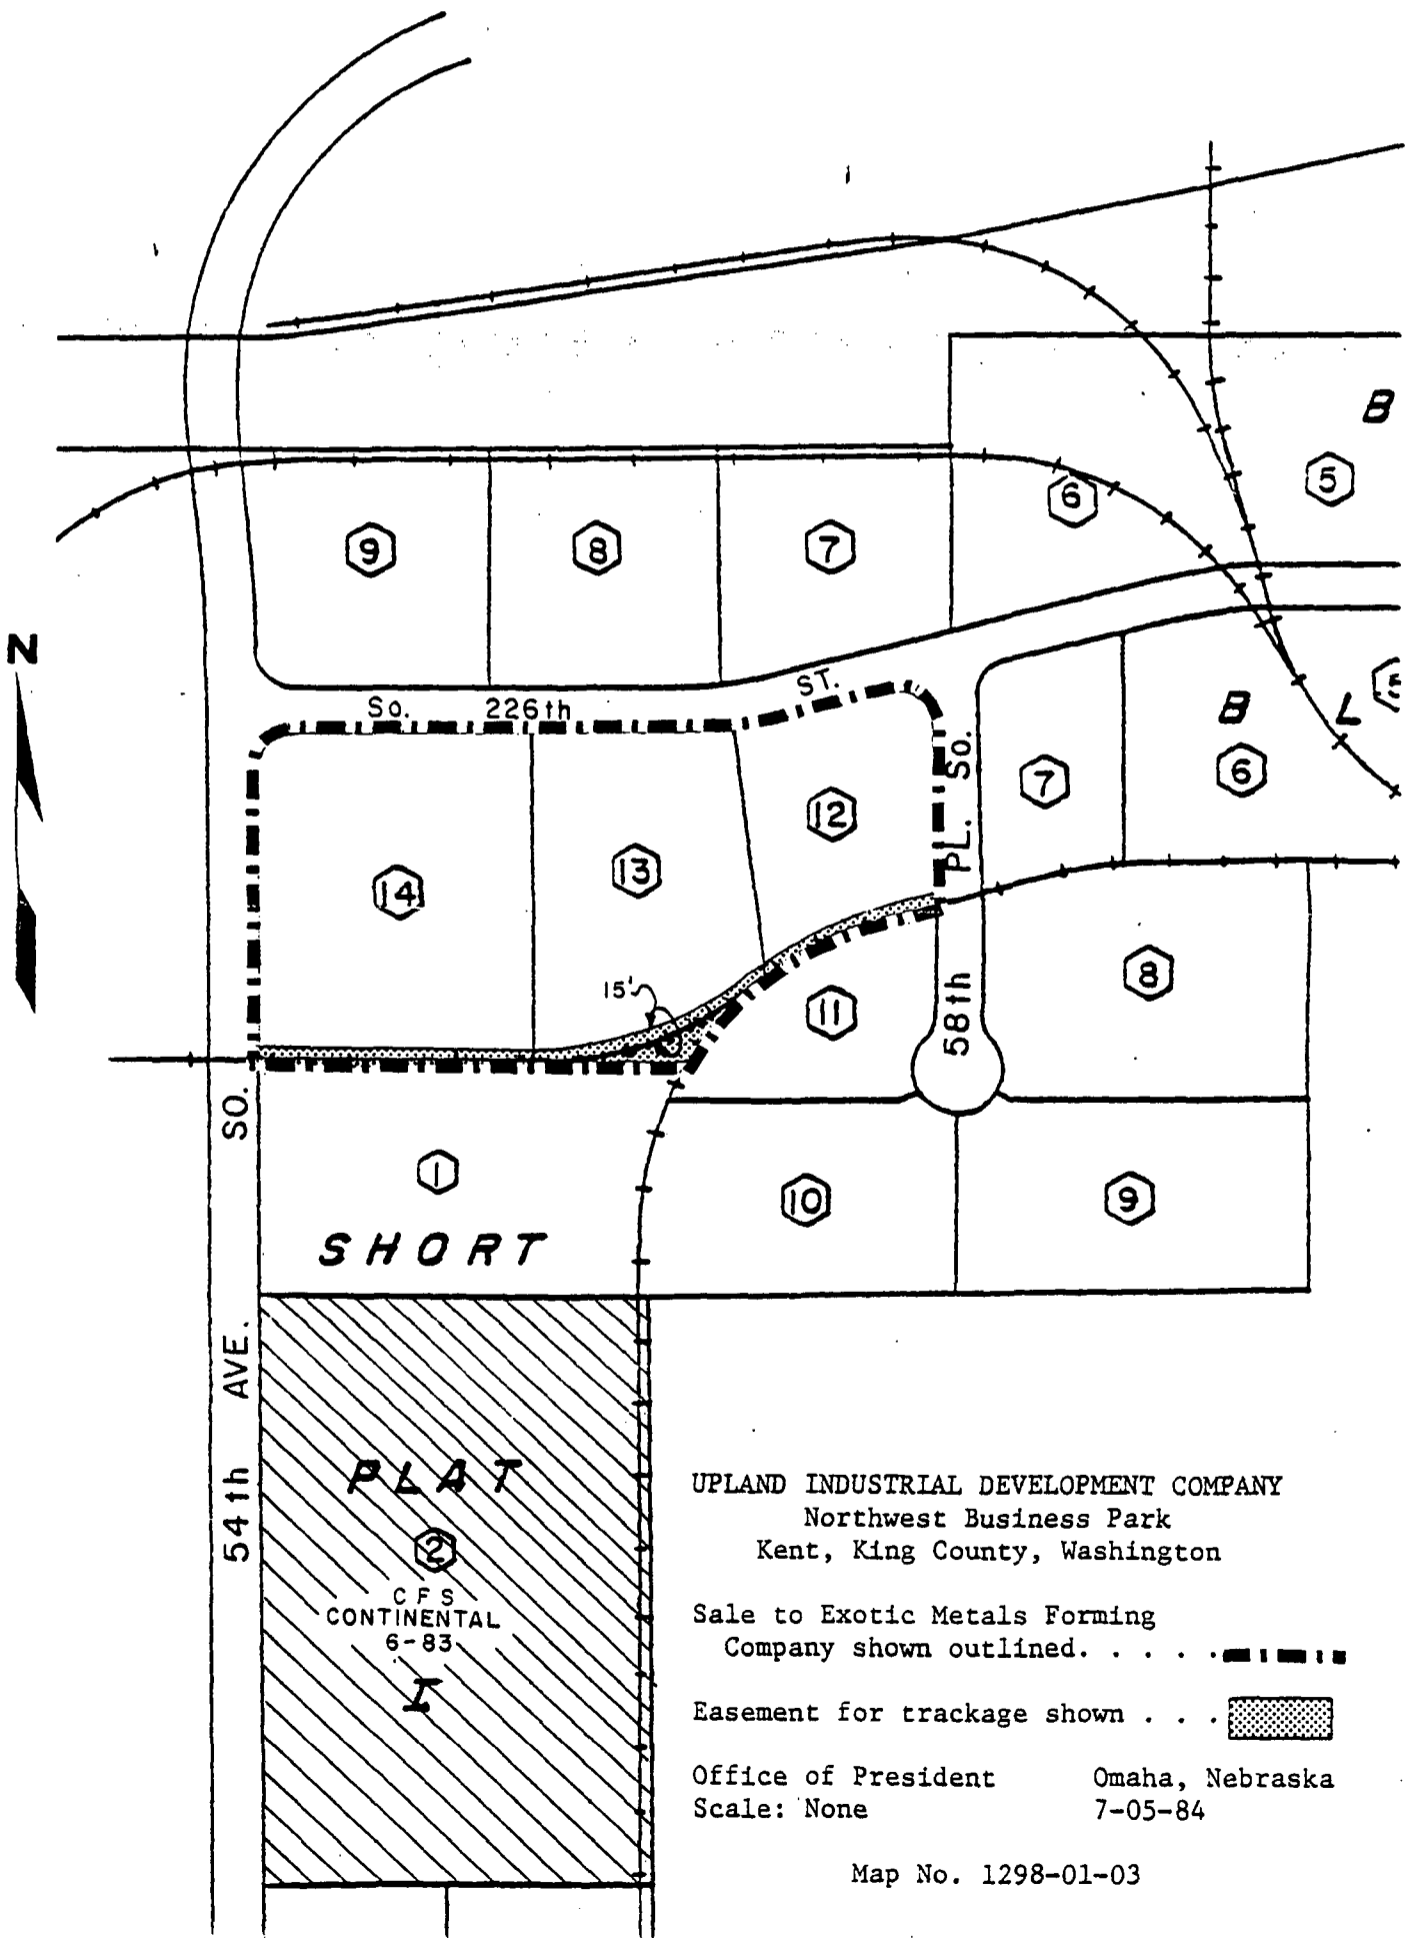 B
5
6
9
8
7
N
So. 226th ST.
B L
7
6
12
13
14
58th PL. So.
15'
11
8
54th AVE. SO.
1
10
9
SHORT
PLAT
2
CFS
CONTINENTAL
6-83
I
UPLAND INDUSTRIAL DEVELOPMENT COMPANY
Northwest Business Park
Kent, King County, Washington
Sale to Exotic Metals Forming
Company shown outlined. . . . .
Easement for trackage shown . . .
Office of President Omaha, Nebraska
Scale: None 7-05-84
Map No. 1298-01-03